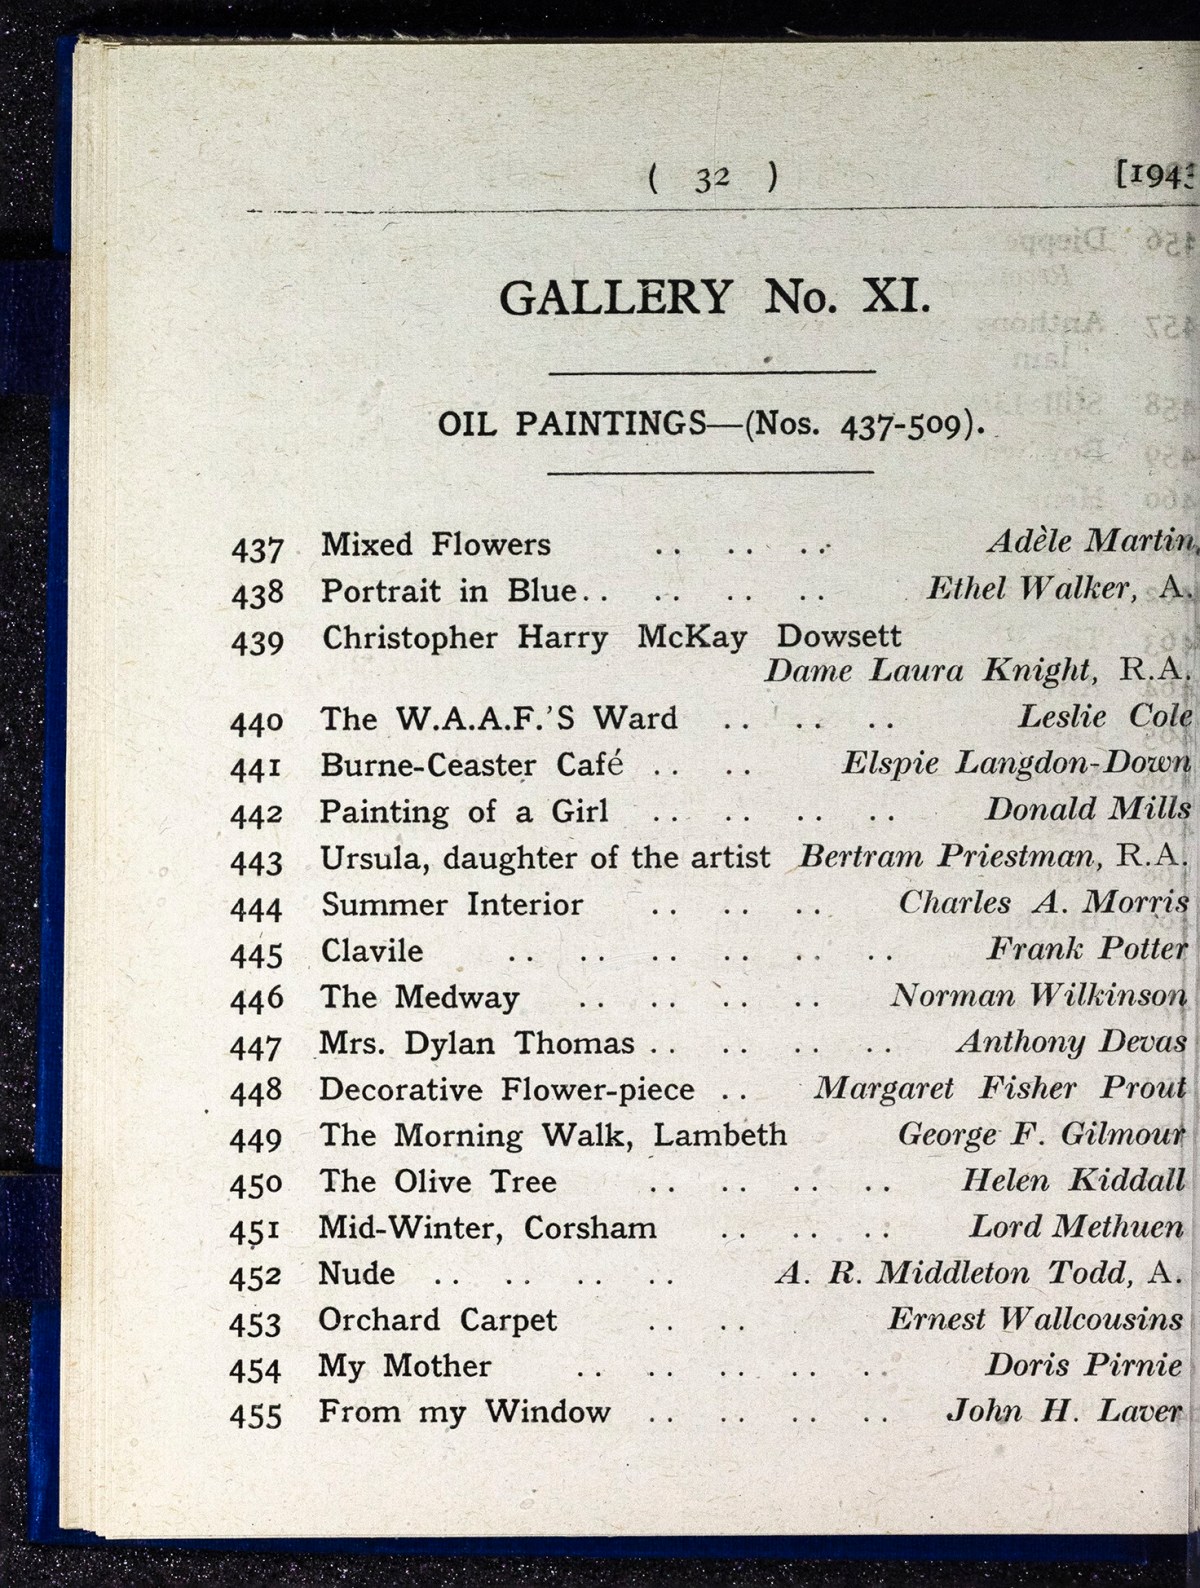 ( 32 ) [194
GALLERY No. XI.
OIL PAINTINGS—(Nos. 437-509).
437 Mixed Flowers .. .. .. Adèle Martin
438 Portrait in Blue.. .. .. .. Ethel Walker, A.
439 Christopher Harry McKay Dowsett
Dame Laura Knight, R.A.
440 The W.A.A.F.'S Ward .. .. .. Leslie Cole
441 Burne-Ceaster Café .. .. Elspie Langdon-Down
442 Painting of a Girl .. .. .. .. Donald Mills
443 Ursula, daughter of the artist Bertram Priestman, R.A.
444 Summer Interior .. .. .. Charles A. Morris
445 Clavile .. .. .. .. .. .. Frank Potter
446 The Medway .. .. .. .. Norman Wilkinson
447 Mrs. Dylan Thomas .. .. .. .. Anthony Devas
448 Decorative Flower-piece .. Margaret Fisher Prout
449 The Morning Walk, Lambeth George F. Gilmour
450 The Olive Tree .. .. .. .. Helen Kiddall
451 Mid-Winter, Corsham .. .. .. Lord Methuen
452 Nude .. .. .. .. A. R. Middleton Todd, A.
453 Orchard Carpet .. .. Ernest Wallcousins
454 My Mother .. .. .. .. .. Doris Pirnie
455 From my Window .. .. .. .. John H. Laver